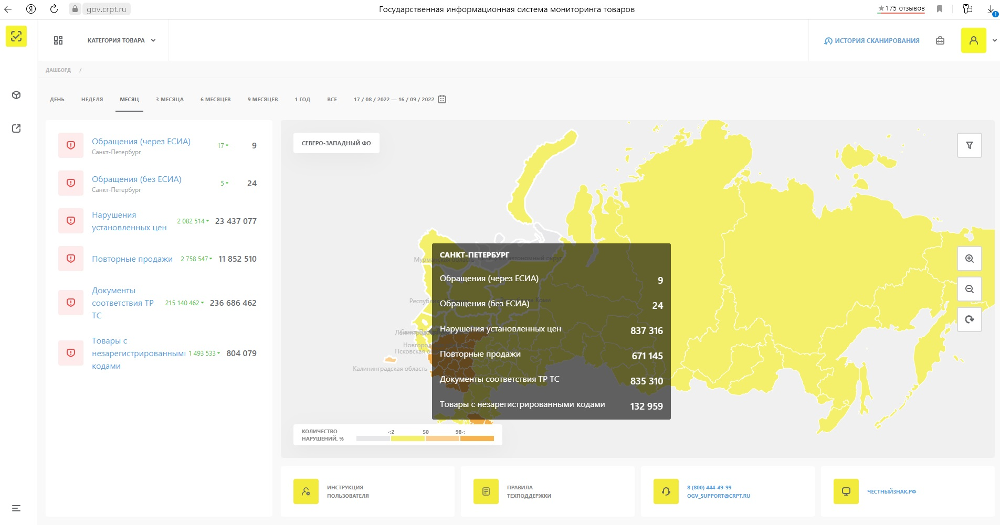 gov.crpt.ru
Государственная информационная система мониторинга товаров
175 отзывов
1
КАТЕГОРИЯ ТОВАРА
ИСТОРИЯ СКАНИРОВАНИЯ
ДАШБОРД /
ДЕНЬ
НЕДЕЛЯ
МЕСЯЦ
3 МЕСЯЦА
6 МЕСЯЦЕВ
9 МЕСЯЦЕВ
1 ГОД
ВСЕ
17 / 08 / 2022 — 16 / 09 / 2022
Обращения (через ЕСИА) 17 9
Санкт-Петербург
Обращения (без ЕСИА) 5 24
Санкт-Петербург
Нарушения
установленных цен 2 082 514 23 437 077
Повторные продажи 2 758 547 11 852 510
Документы
соответствия ТР 215 140 462 236 686 462
ТС
Товары с
незарегистрированными 1 493 533 804 079
кодами
СЕВЕРО-ЗАПАДНЫЙ ФО
Мурманская область
автономный округ
Республика
Республика Коми
Новгород
Псковская
Калининградская область
САНКТ-ПЕТЕРБУРГ
Обращения (через ЕСИА) 9
Обращения (без ЕСИА) 24
Нарушения установленных цен 837 316
Повторные продажи 671 145
Документы соответствия ТР ТС 835 310
Товары с незарегистрированными кодами 132 959
КОЛИЧЕСТВО
НАРУШЕНИЙ, %
<2 50 98<
ИНСТРУКЦИЯ
ПОЛЬЗОВАТЕЛЯ
ПРАВИЛА
ТЕХПОДДЕРЖКИ
8 (800) 444-49-99
OGV_SUPPORT@CRPT.RU
ЧЕСТНЫЙЗНАК.РФ